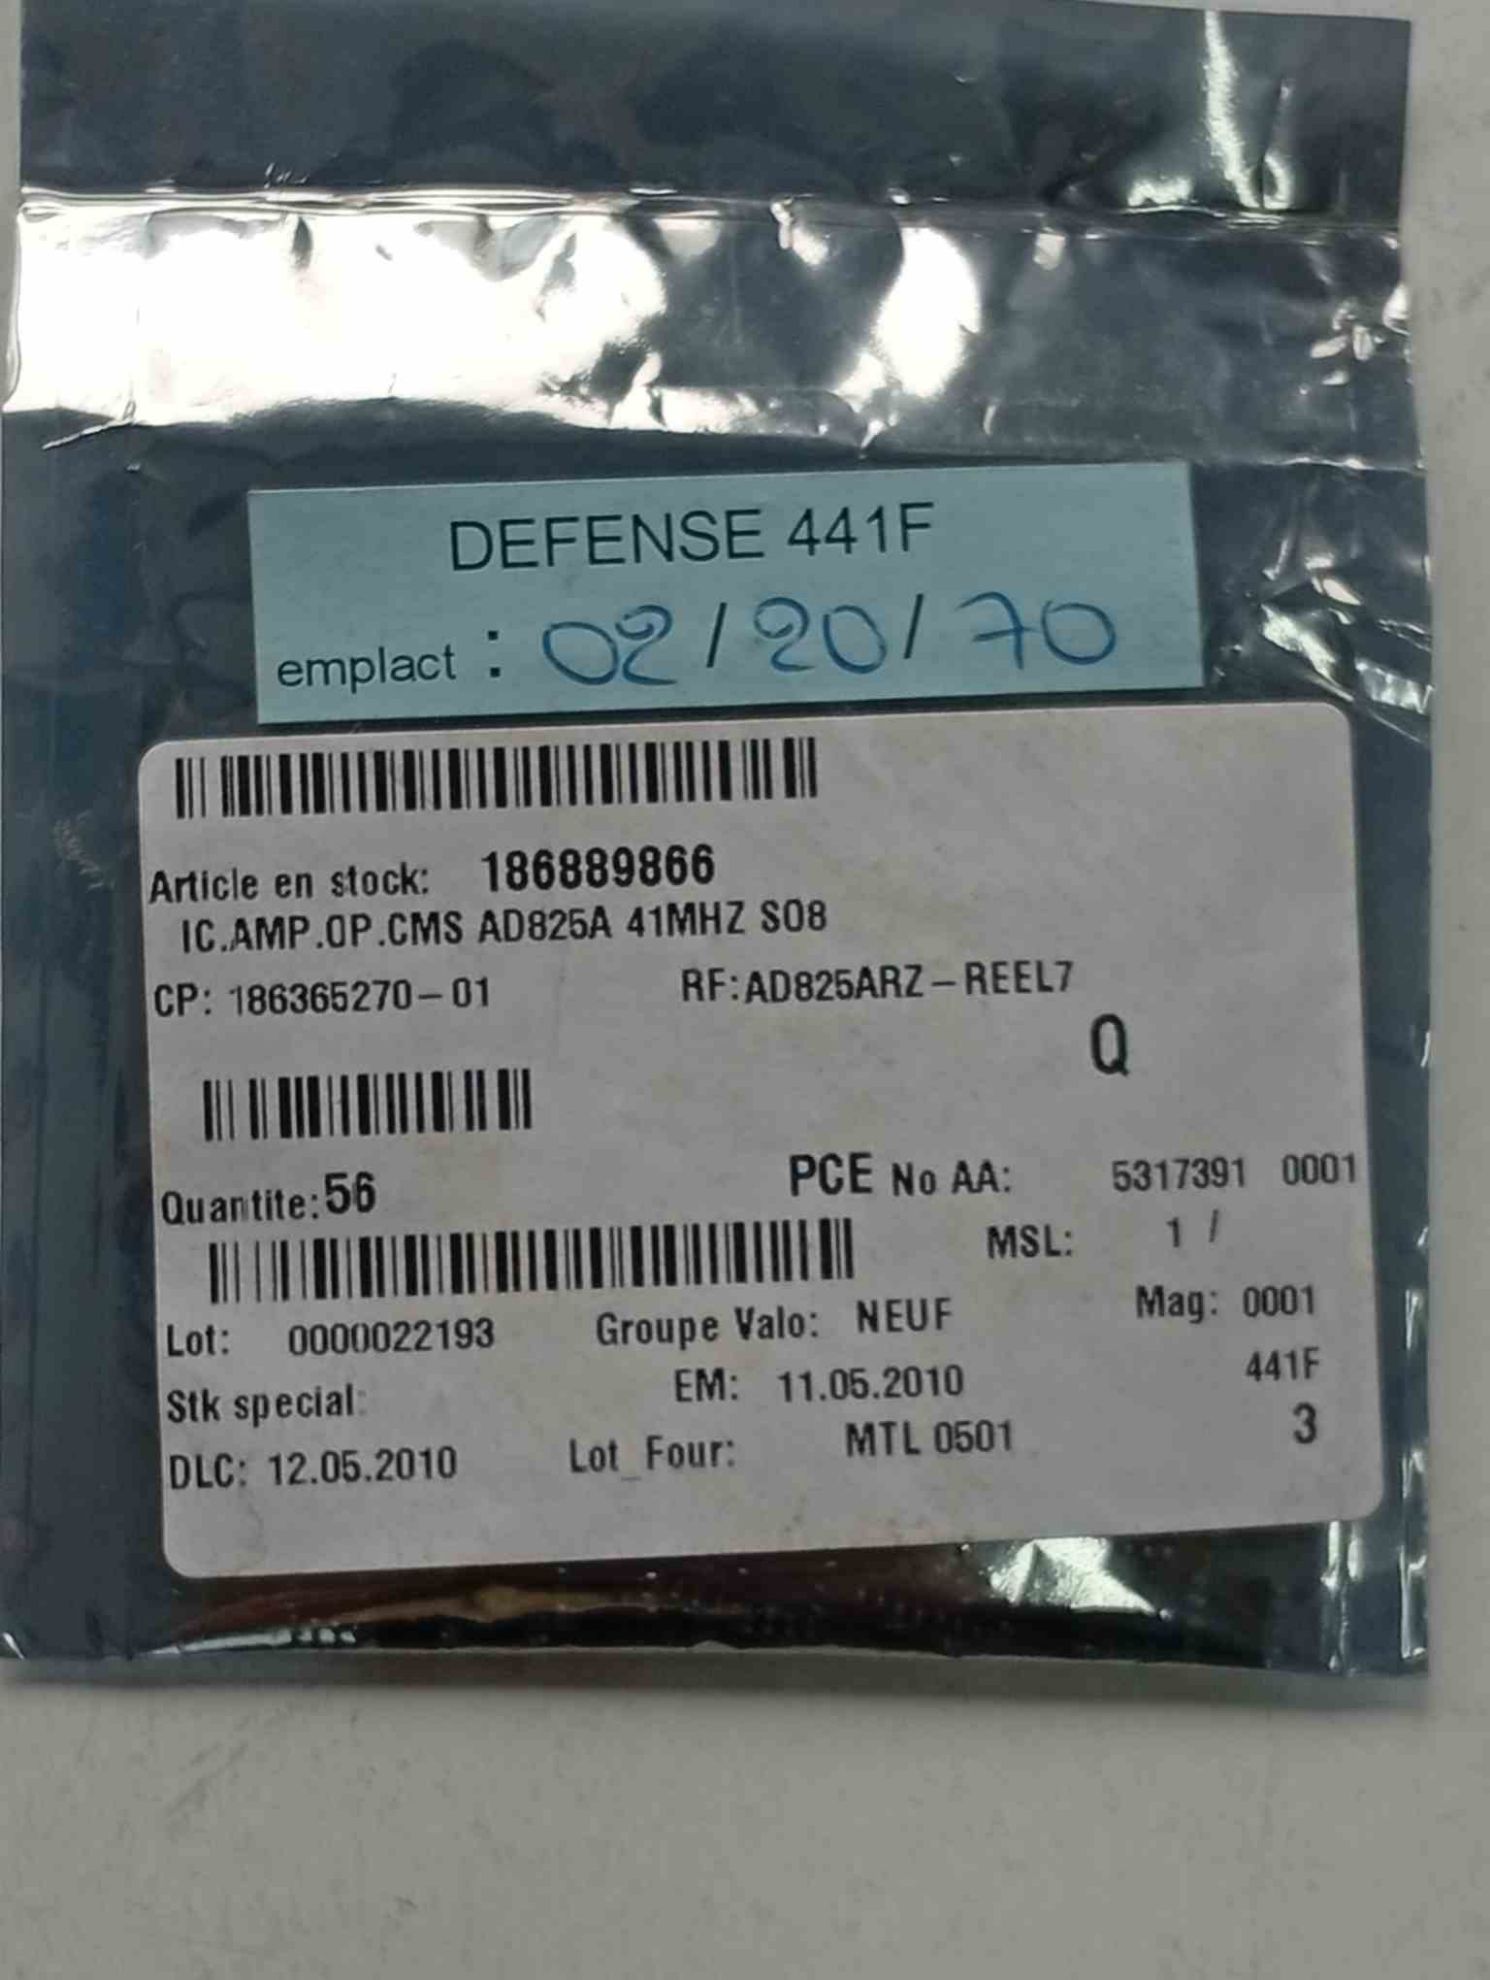 DEFENSE 441F
emplact : 02/20/70
Article en stock: 186889866
IC.AMP.OP.CMS AD825A 41MHZ SO8
CP: 186365270-01 RF:AD825ARZ-REEL7
Q
Quantite:56 PCE No AA: 5317391 0001
MSL: 1 /
Lot: 0000022193 Groupe Valo: NEUF Mag: 0001
Stk special: EM: 11.05.2010 441F
DLC: 12.05.2010 Lot_Four: MTL 0501 3